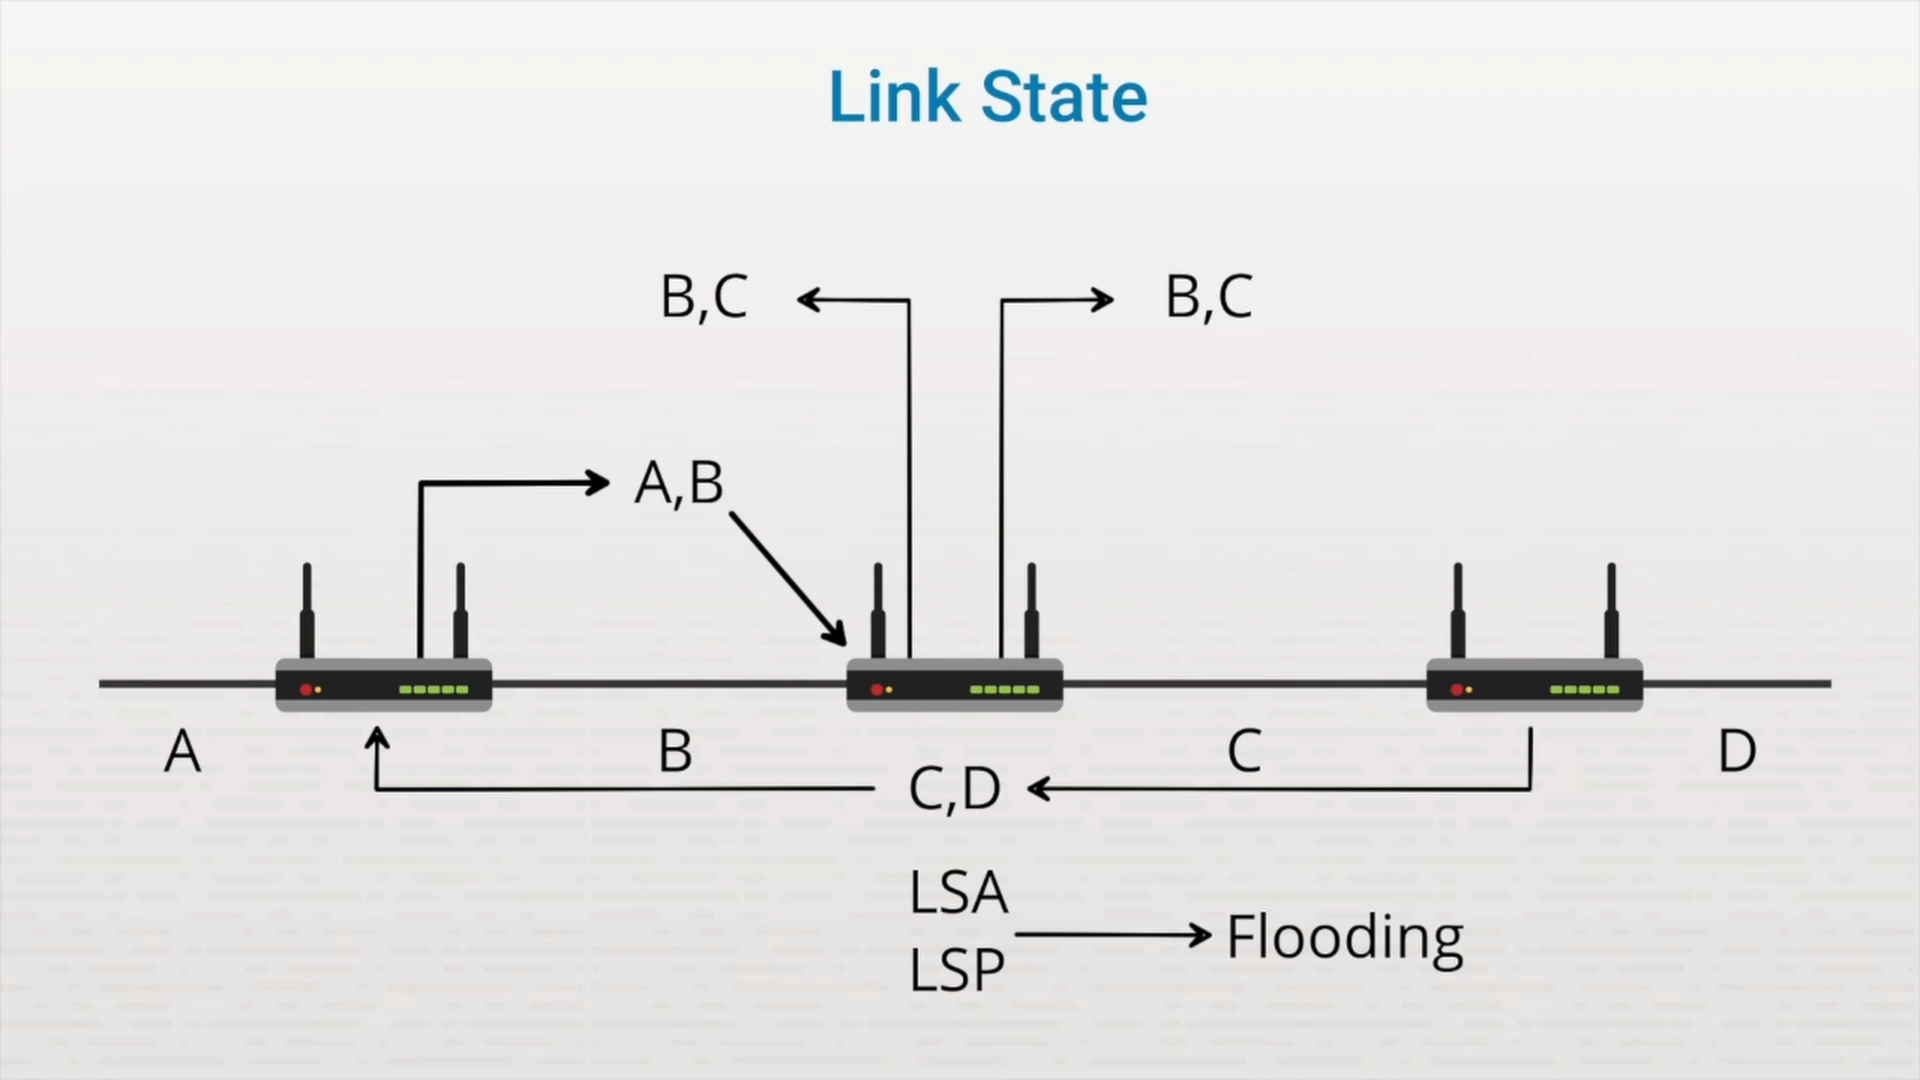 Link State
B,C
B,C
A,B
A
B
C
D
C,D
LSA
LSP
Flooding